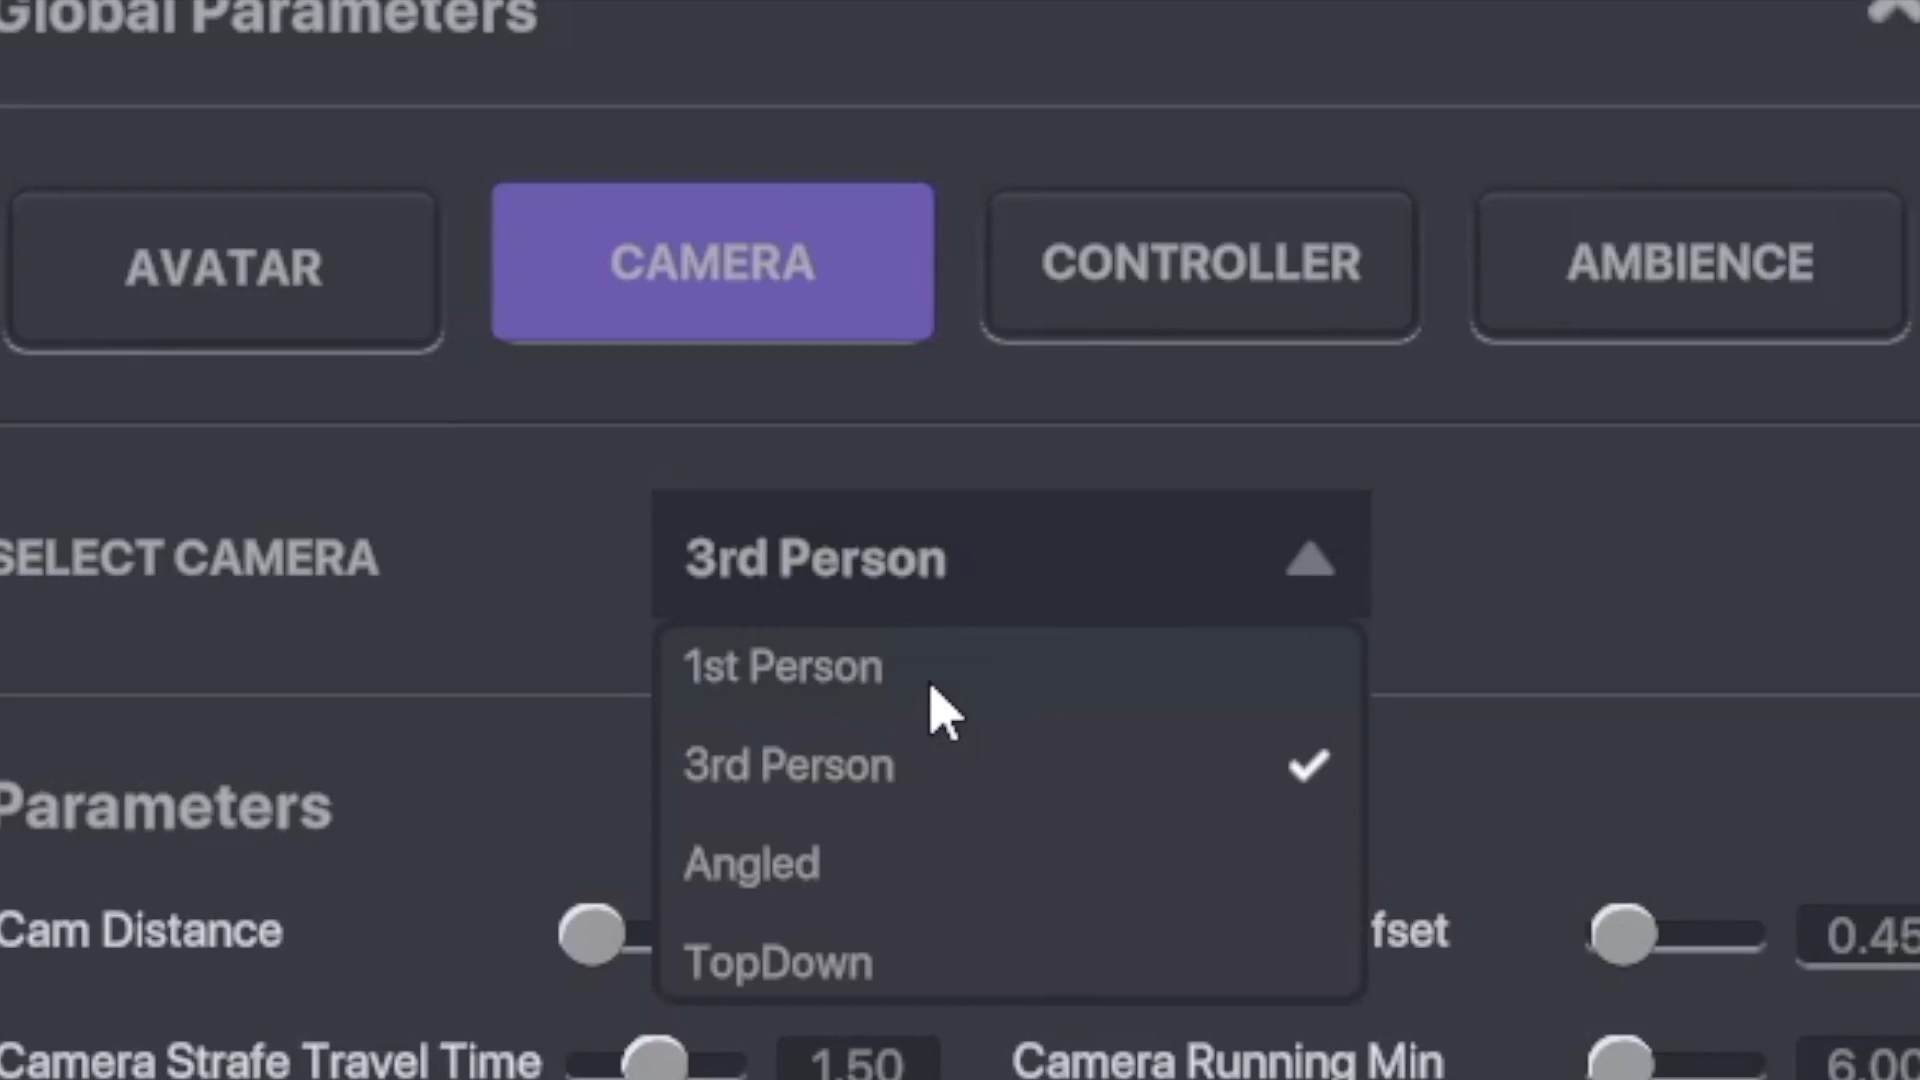 Global Parameters
AVATAR
CAMERA
CONTROLLER
AMBIENCE
SELECT CAMERA
3rd Person
1st Person
3rd Person
Angled
TopDown
Parameters
Cam Distance
fset
0.45
Camera Strafe Travel Time
1.50
Camera Running Min
6.00